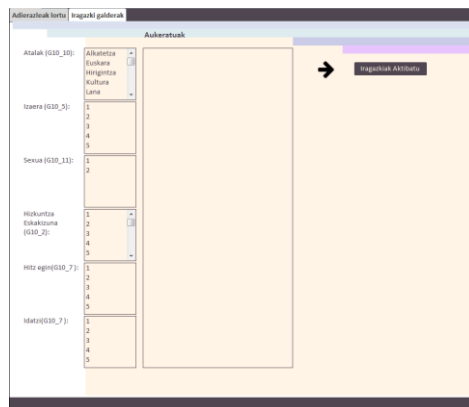 Adierazleak lortu Iragazki galderak
Aukeratuak
Atalak (G10_10):
Alkatetza
Euskara
Hirigintza
Kultura
Lana
Iragazkiak Aktibatu
Izaera (G10_5):
1
2
3
4
5
Sexua (G10_11):
1
2
Hizkuntza
Eskakizuna
(G10_2):
1
2
3
4
5
Hitz egin(G10_7 ):
1
2
3
4
5
Idatzi(G10_7 ):
1
2
3
4
5